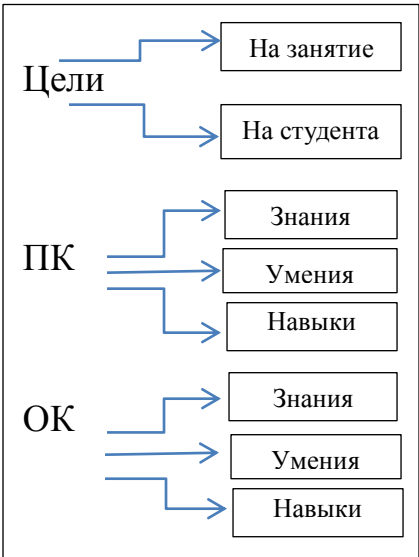 На занятие
Цели
На студента
Знания
ПК
Умения
Навыки
Знания
ОК
Умения
Навыки